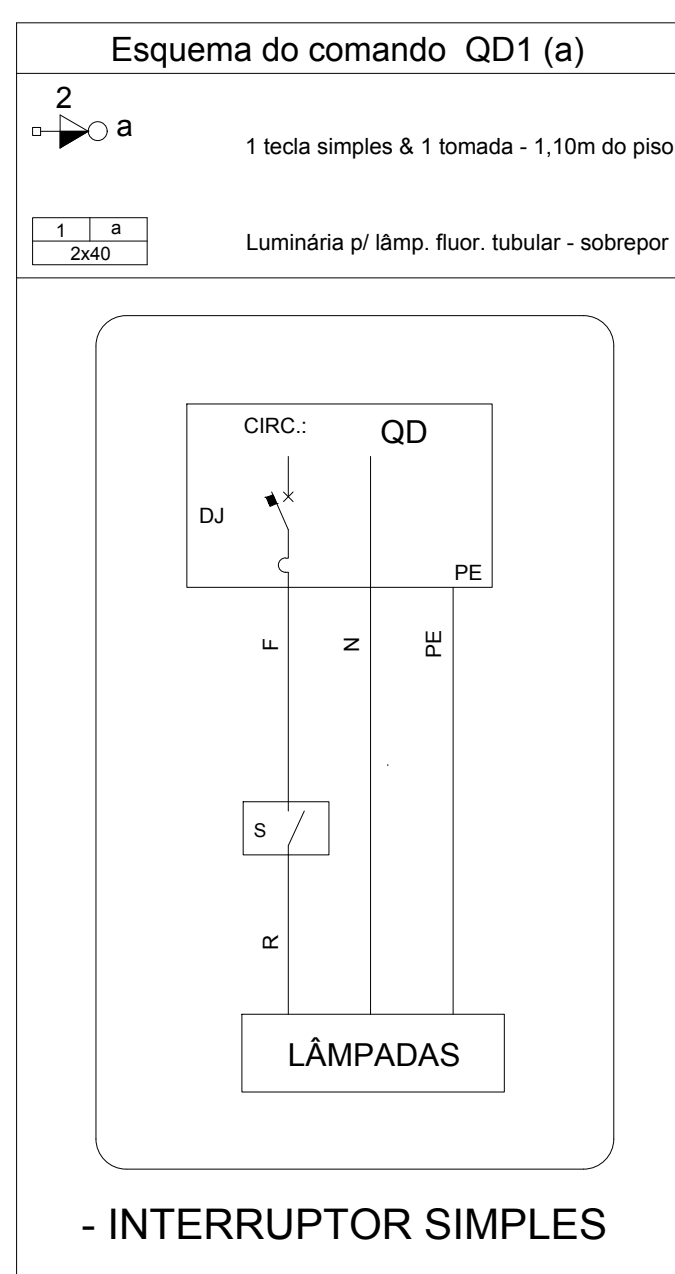 Esquema do comando QD1 (a)
2
a
1 tecla simples & 1 tomada - 1,10m do piso
1 a
2x40
Luminária p/ lâmp. fluor. tubular - sobrepor
CIRC.: QD
DJ
PE
F N PE
S
R
LÂMPADAS
- INTERRUPTOR SIMPLES